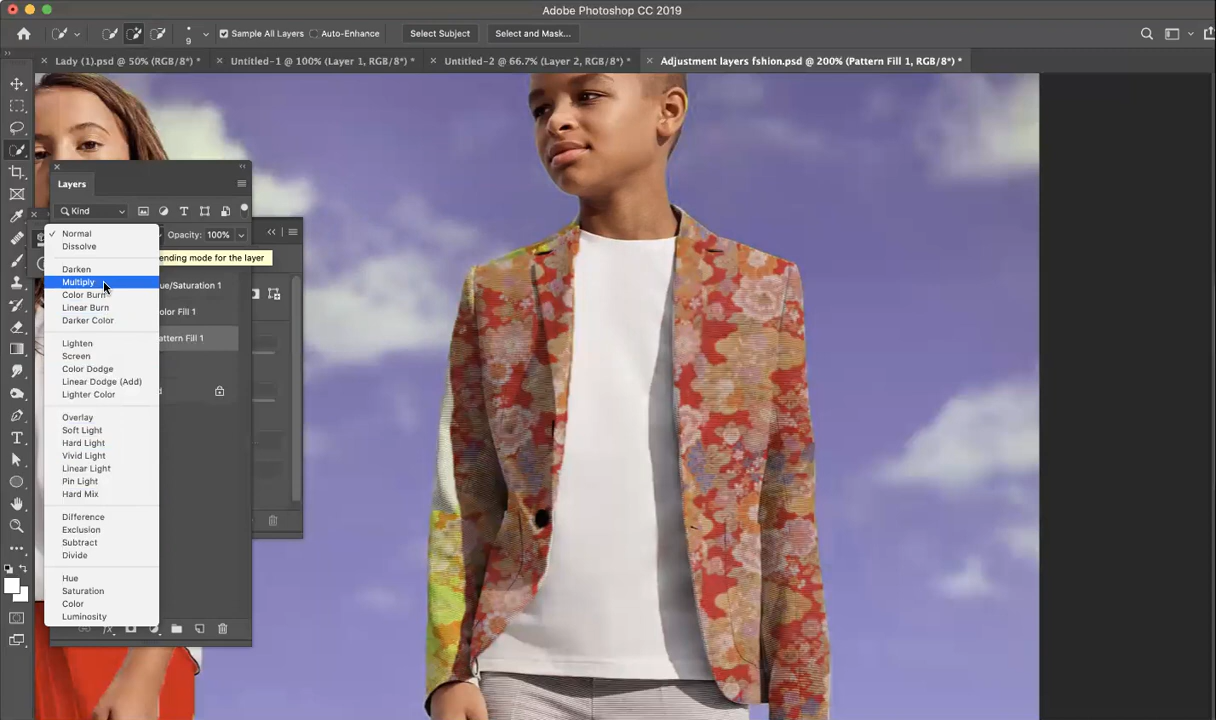 Adobe Photoshop CC 2019
9
Sample All Layers
Auto-Enhance
Select Subject
Select and Mask...
Lady (1).psd @ 50% (RGB/8*) *
Untitled-1 @ 100% (Layer 1, RGB/8*) *
Untitled-2 @ 66.7% (Layer 2, RGB/8*) *
Adjustment layers fshion.psd @ 200% (Pattern Fill 1, RGB/8*) *
Layers
Kind
Opacity: 100%
Normal
Dissolve
ending mode for the layer
Darken
Multiply
Color Burn
Linear Burn
Darker Color
ue/Saturation 1
olor Fill 1
attern Fill 1
Lighten
Screen
Color Dodge
Linear Dodge (Add)
Lighter Color
Overlay
Soft Light
Hard Light
Vivid Light
Linear Light
Pin Light
Hard Mix
Difference
Exclusion
Subtract
Divide
Hue
Saturation
Color
Luminosity
fx